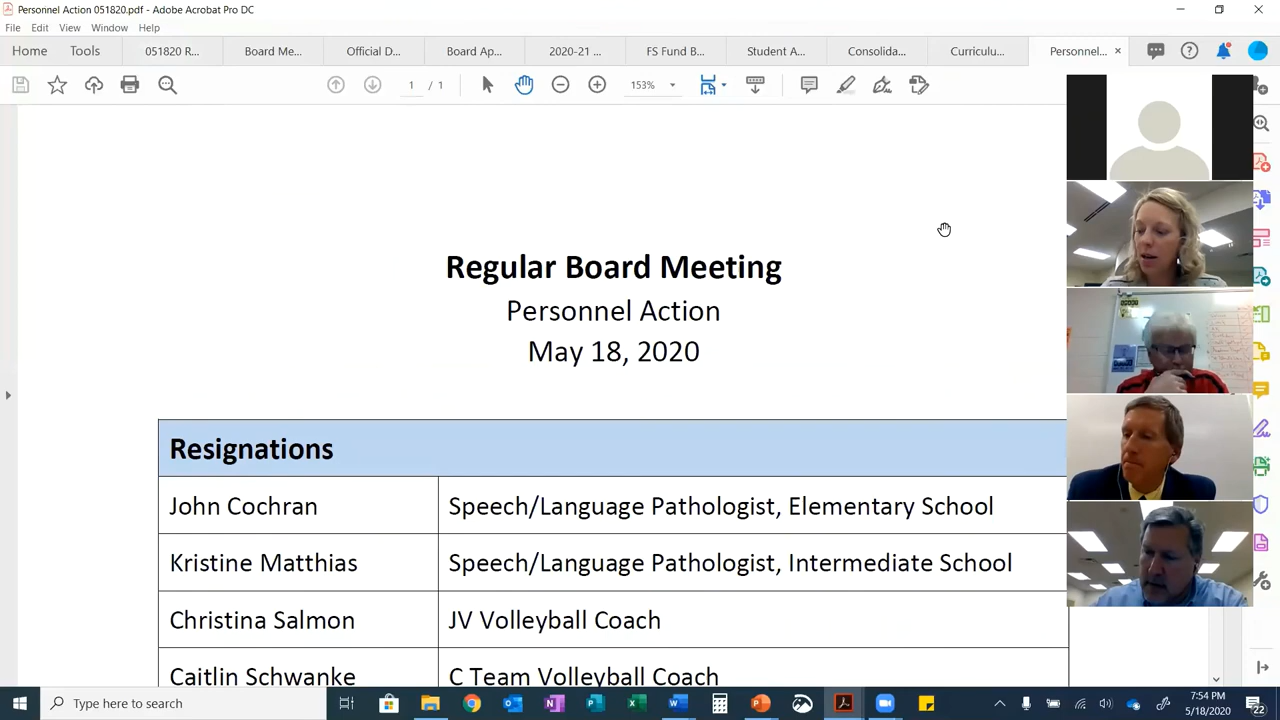 Personnel Action 051820.pdf - Adobe Acrobat Pro DC
File Edit View Window Help
Home Tools 051820 R... Board Me... Official D... Board Ap... 2020-21 ... FS Fund B... Student A... Consolida... Curriculu... Personnel... ×
1 / 1 153%
Regular Board Meeting
Personnel Action
May 18, 2020
Resignations
John Cochran Speech/Language Pathologist, Elementary School
Kristine Matthias Speech/Language Pathologist, Intermediate School
Christina Salmon JV Volleyball Coach
Caitlin Schwanke C Team Volleyball Coach
Type here to search
7:54 PM
5/18/2020
22